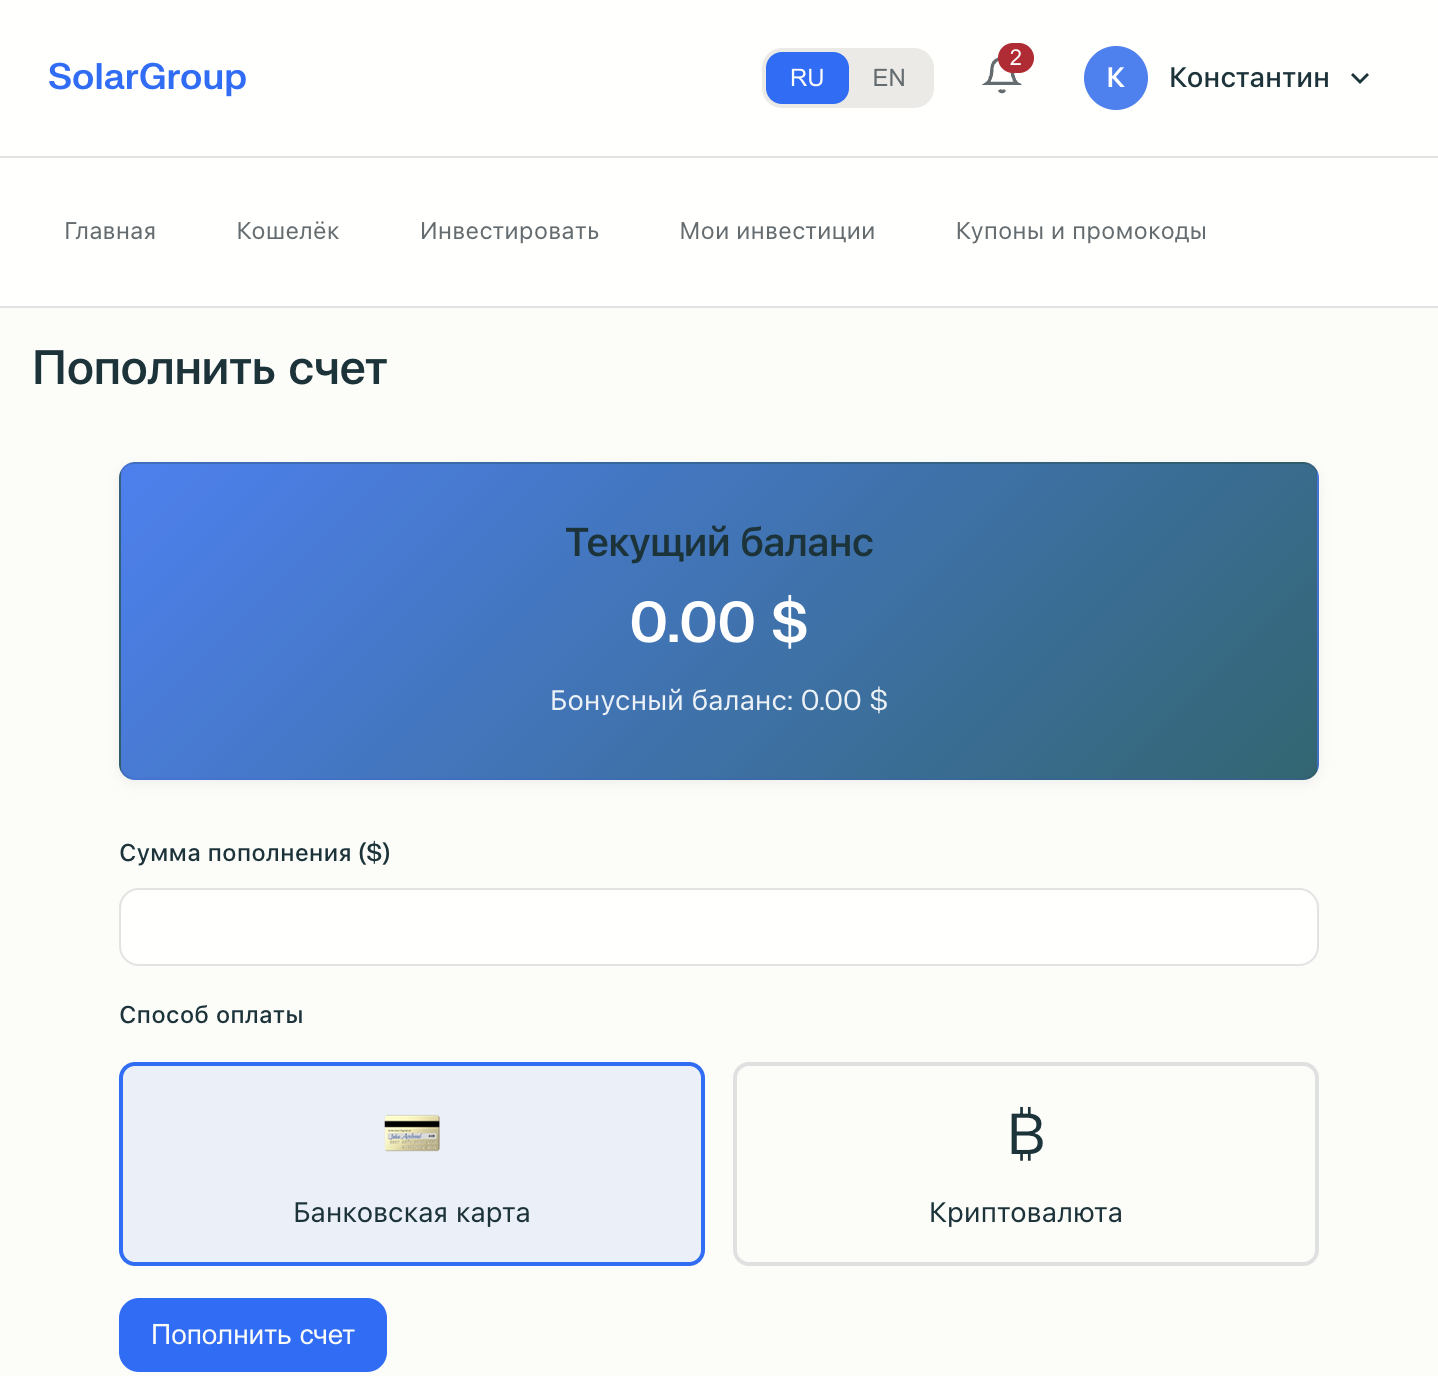 SolarGroup
RU EN
2
К Константин
Главная Кошелёк Инвестировать Мои инвестиции Купоны и промокоды
Пополнить счет
Текущий баланс
0.00 $
Бонусный баланс: 0.00 $
Сумма пополнения ($)
Способ оплаты
Банковская карта
₿
Криптовалюта
Пополнить счет